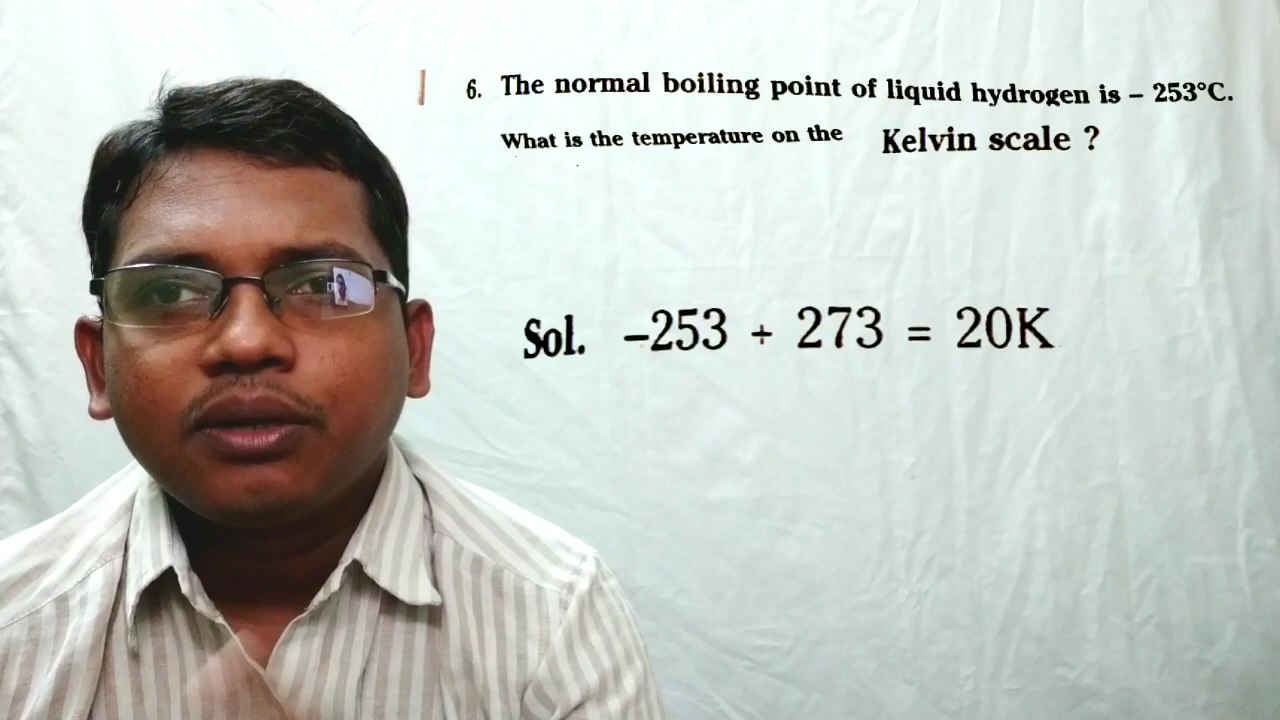 6. The normal boiling point of liquid hydrogen is – 253°C.
What is the temperature on the Kelvin scale ?
Sol. –253 + 273 = 20K